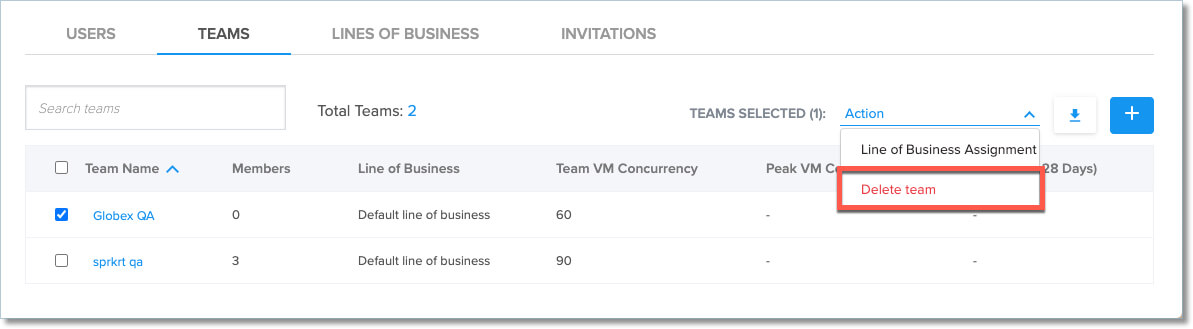 USERS TEAMS LINES OF BUSINESS INVITATIONS
Search teams Total Teams: 2 TEAMS SELECTED (1): Action
Line of Business Assignment
Team Name Members Line of Business Team VM Concurrency Peak VM 28 Days)
Delete team
Globex QA 0 Default line of business 60 - -
sprkrt qa 3 Default line of business 90 - -